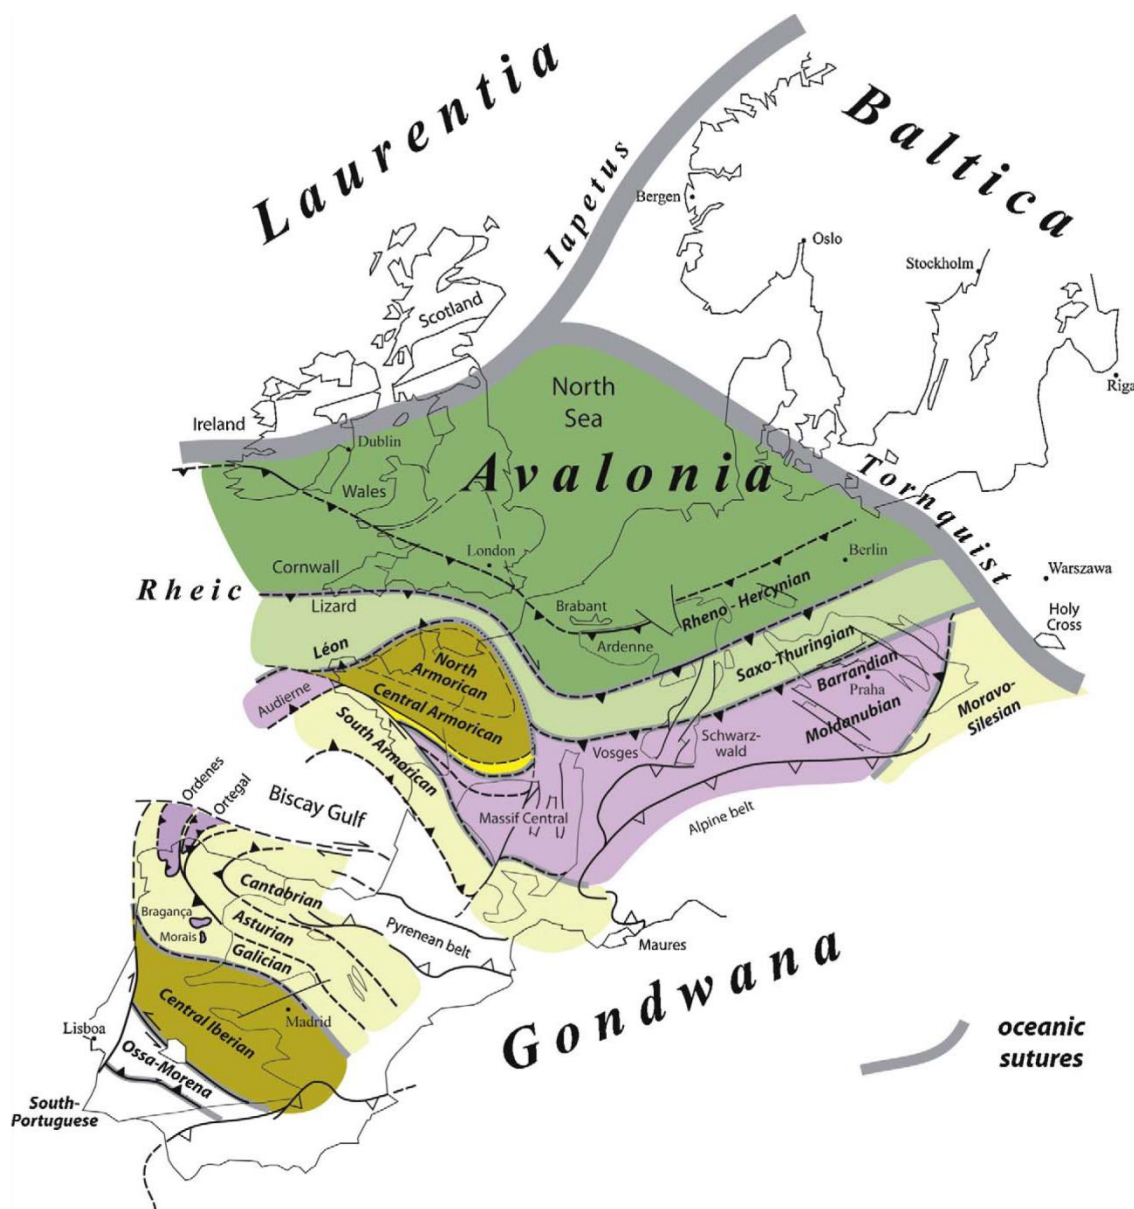 Laurentia
Baltica
Iapetus
Bergen
Oslo
Stockholm
Scotland
Riga
North
Sea
Ireland
Dublin
Avalonia
Tornquist
Wales
London
Berlin
Cornwall
Rheic
Warszawa
Lizard
Brabant
Rheno - Hercynian
Holy
Cross
Ardenne
Léon
Saxo-Thuringian
North
Armorican
Barrandian
Praha
Audierne
Central Armorican
Moldanubian
Moravo-
Silesian
South Armorican
Vosges
Schwarz-
wald
Ordenes
Ortegal
Biscay Gulf
Massif Central
Alpine belt
Cantabrian
Bragança
Asturian
Morais
Galician
Pyrenean belt
Maures
Gondwana
Central Iberian
Madrid
Lisboa
Ossa-Morena
South-
Portuguese
oceanic
sutures